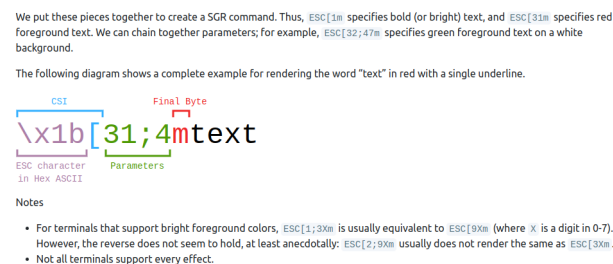 We put these pieces together to create a SGR command. Thus, ESC[1m specifies bold (or bright) text, and ESC[31m specifies red
foreground text. We can chain together parameters; for example, ESC[32;47m specifies green foreground text on a white
background.
The following diagram shows a complete example for rendering the word “text” in red with a single underline.
CSI Final Byte
\x1b[31;4mtext
ESC character Parameters
in Hex ASCII
Notes
• For terminals that support bright foreground colors, ESC[1;3Xm is usually equivalent to ESC[9Xm (where X is a digit in 0-7).
However, the reverse does not seem to hold, at least anecdotally: ESC[2;9Xm usually does not render the same as ESC[3Xm.
• Not all terminals support every effect.